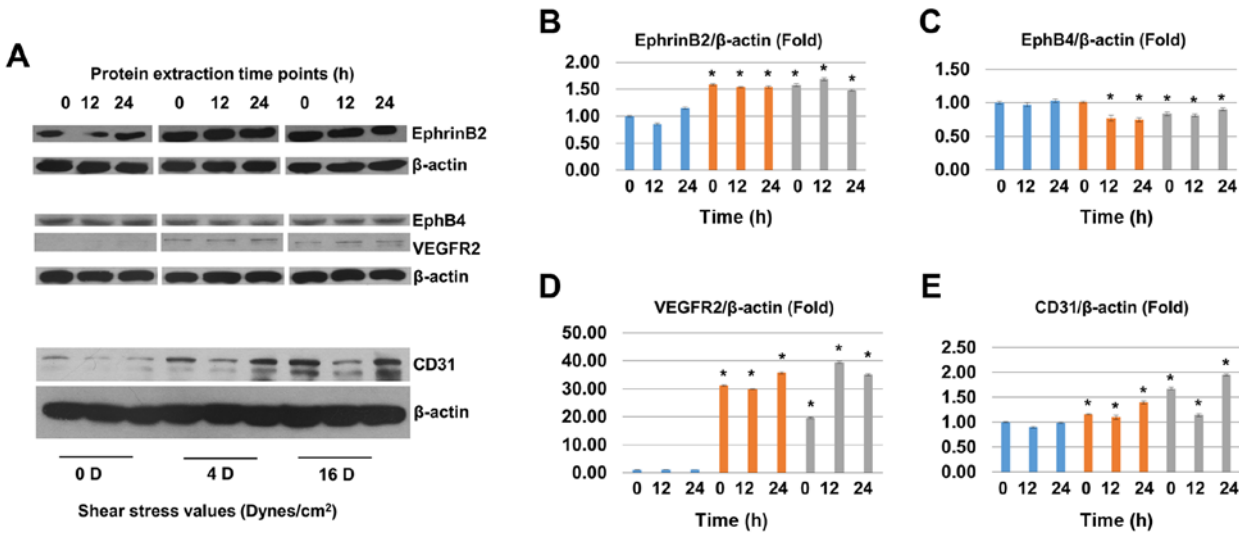 A
Protein extraction time points (h)
0 12 24 0 12 24 0 12 24
EphrinB2
β-actin
EphB4
VEGFR2
β-actin
CD31
β-actin
0 D 4 D 16 D
Shear stress values (Dynes/cm²)
B
EphrinB2/β-actin (Fold)
2.00
1.50
1.00
0.50
0.00
* * * * * *
0 12 24 0 12 24 0 12 24
Time (h)
C
EphB4/β-actin (Fold)
1.50
1.00
0.50
0.00
* * * * *
0 12 24 0 12 24 0 12 24
Time (h)
D
VEGFR2/β-actin (Fold)
50.00
40.00
30.00
20.00
10.00
0.00
* * * * * *
0 12 24 0 12 24 0 12 24
Time (h)
E
CD31/β-actin (Fold)
2.50
2.00
1.50
1.00
0.50
0.00
* * * * * *
0 12 24 0 12 24 0 12 24
Time (h)